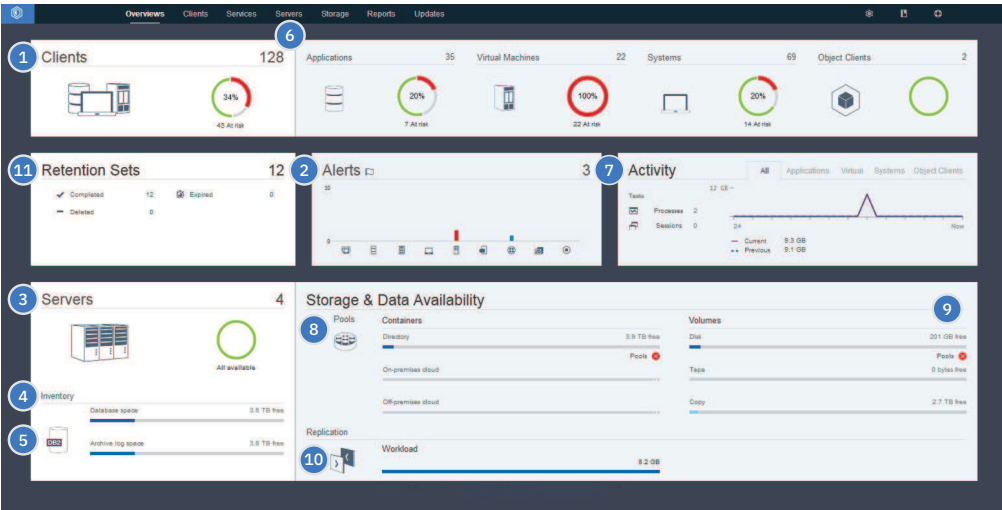 Overviews Clients Services Servers Storage Reports Updates
6
1 Clients 128
34%
43 At risk
Applications 35
20%
7 At risk
Virtual Machines 22
100%
22 At risk
Systems 69
20%
14 At risk
Object Clients 2
11 Retention Sets 12
Completed 12 Expired 0
Deleted 0
2 Alerts 3
10
0
7 Activity All Applications Virtual Systems Object Clients
Tasks
Processes 2
Sessions 0
12 GB
24 Now
Current 9.3 GB
Previous 9.1 GB
3 Servers 4
All available
4 Inventory
Database space 3.8 TB free
5 DB2
Archive log space 3.8 TB free
Storage & Data Availability
8 Pools
Containers
Directory 3.9 TB free
Pools
On-premises cloud
Off-premises cloud
9
Volumes
Disk 201 GB free
Pools
Tape 0 bytes free
Copy 2.7 TB free
Replication
10 Workload
8.2 GB